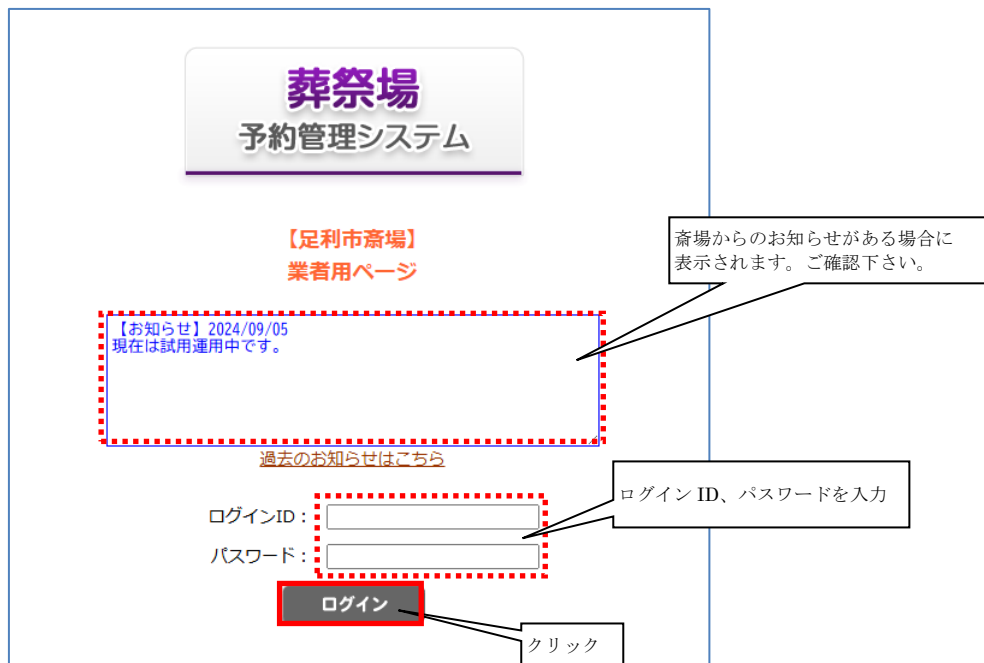 葬祭場
予約管理システム
【足利市斎場】
業者用ページ
斎場からのお知らせがある場合に
表示されます。ご確認下さい。
【お知らせ】2024/09/05
現在は試用運用中です。
過去のお知らせはこちら
ログイン ID、パスワードを入力
ログインID：
パスワード：
ログイン
クリック